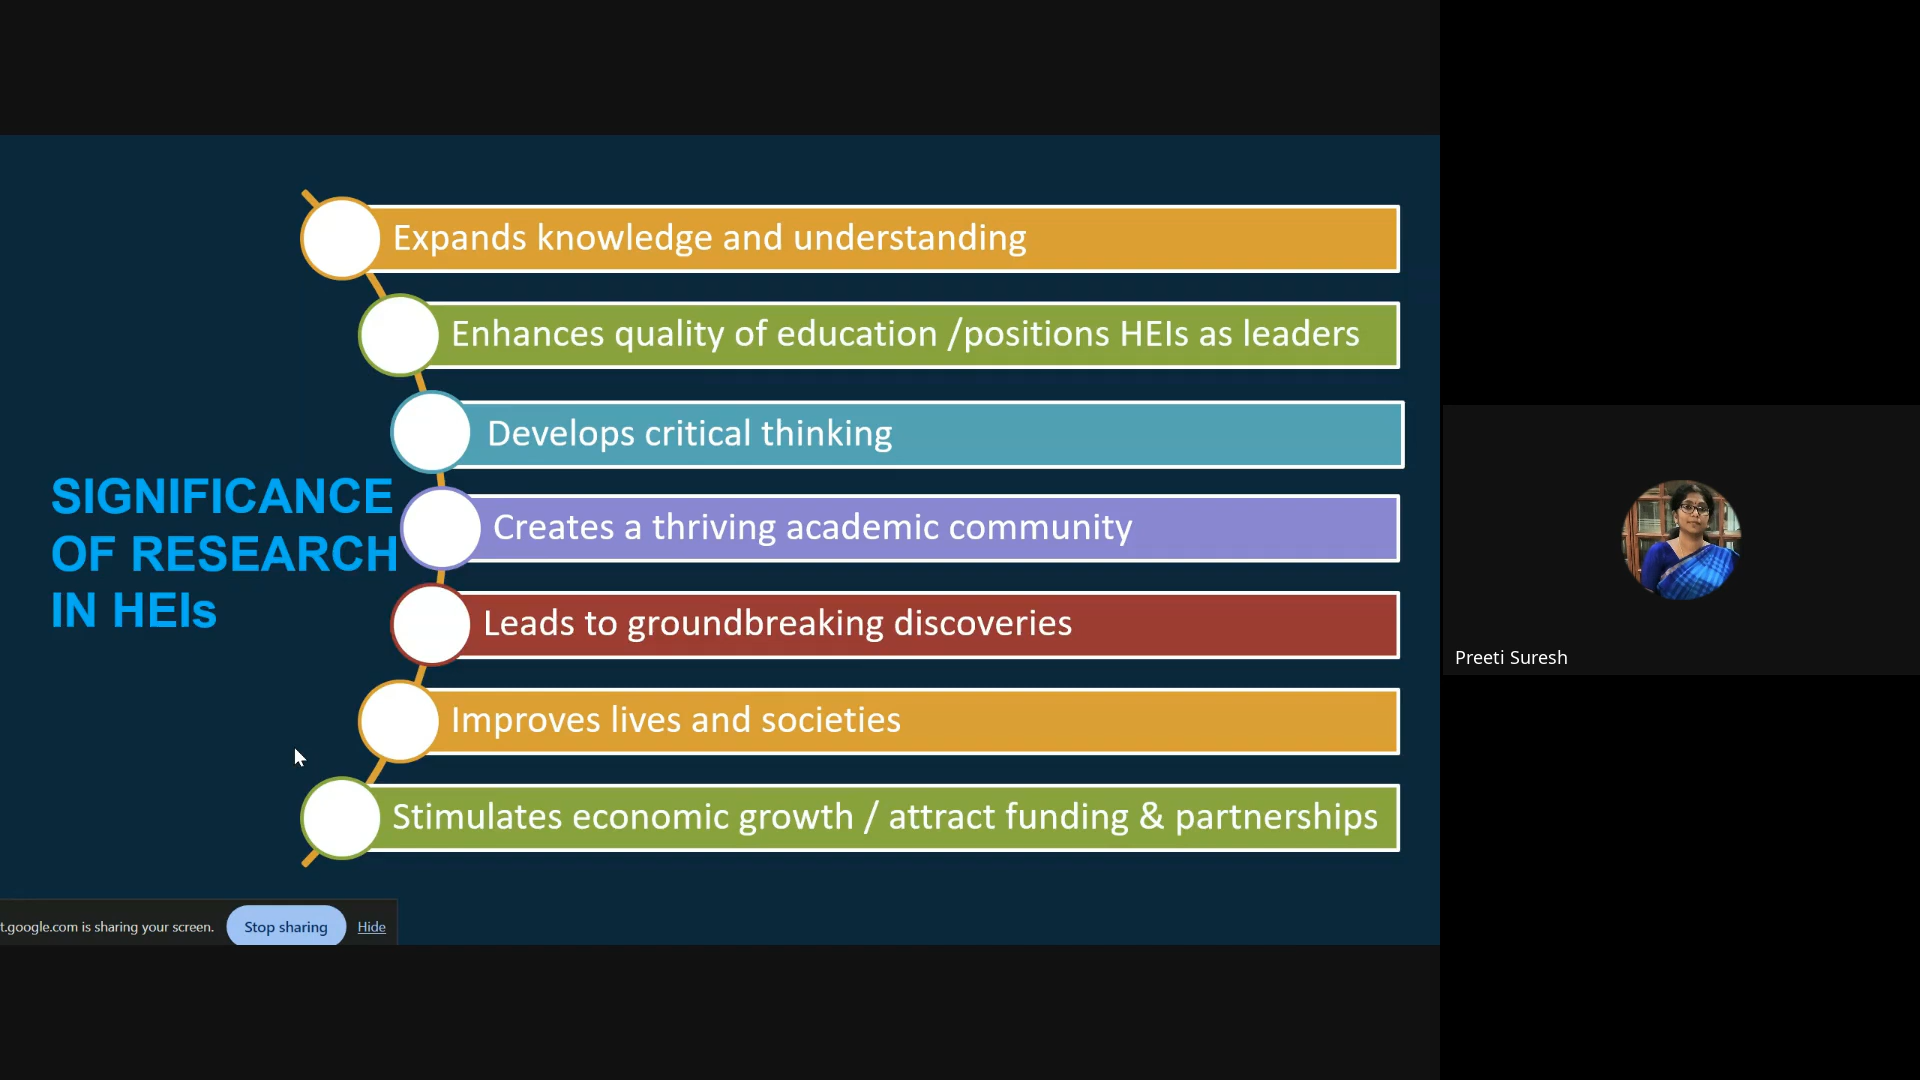 Expands knowledge and understanding
Enhances quality of education /positions HEIs as leaders
Develops critical thinking
SIGNIFICANCE
OF RESEARCH
IN HEIs
Creates a thriving academic community
Leads to groundbreaking discoveries
Improves lives and societies
Stimulates economic growth / attract funding & partnerships
t.google.com is sharing your screen.
Stop sharing
Hide
Preeti Suresh